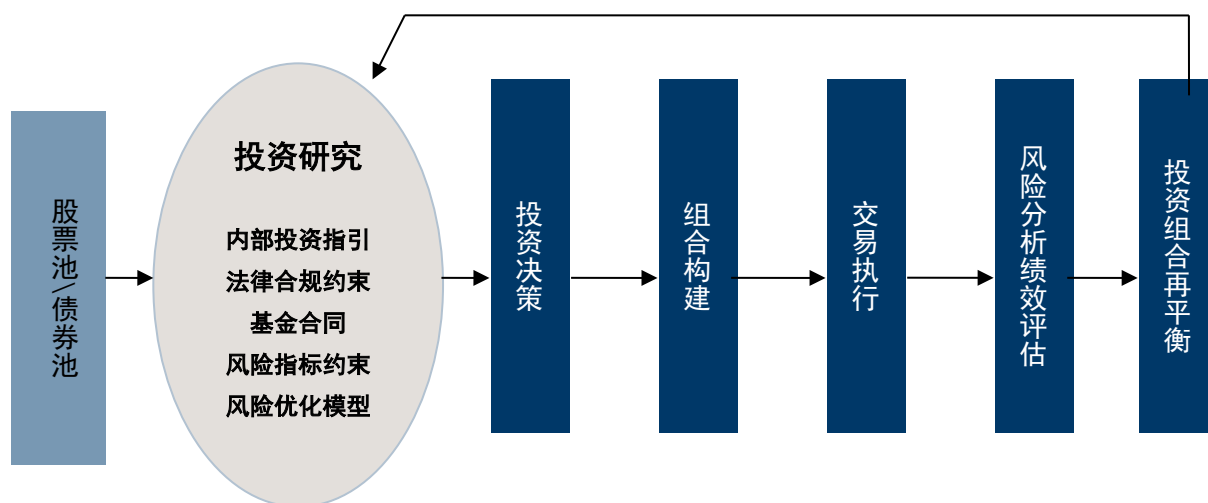 股票池/债券池
投资研究
内部投资指引
法律合规约束
基金合同
风险指标约束
风险优化模型
投资决策
组合构建
交易执行
风险分析绩效评估
投资组合再平衡